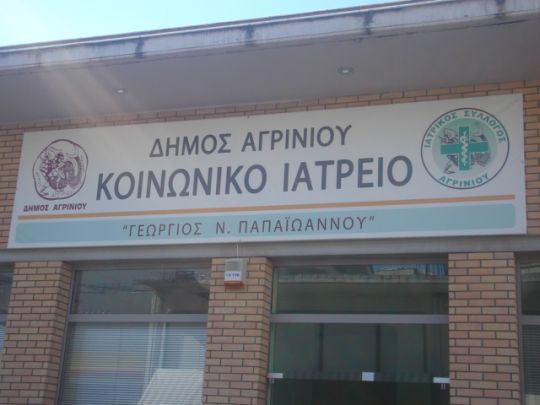 ΔΗΜΟΣ ΑΓΡΙΝΙΟΥ
ΚΟΙΝΩΝΙΚΟ ΙΑΤΡΕΙΟ
"ΓΕΩΡΓΙΟΣ Ν. ΠΑΠΑΪΩΑΝΝΟΥ"
ΔΗΜΟΣ ΑΓΡΙΝΙΟΥ
ΙΑΤΡΙΚΟΣ ΣΥΛΛΟΓΟΣ
ΑΓΡΙΝΙΟΥ